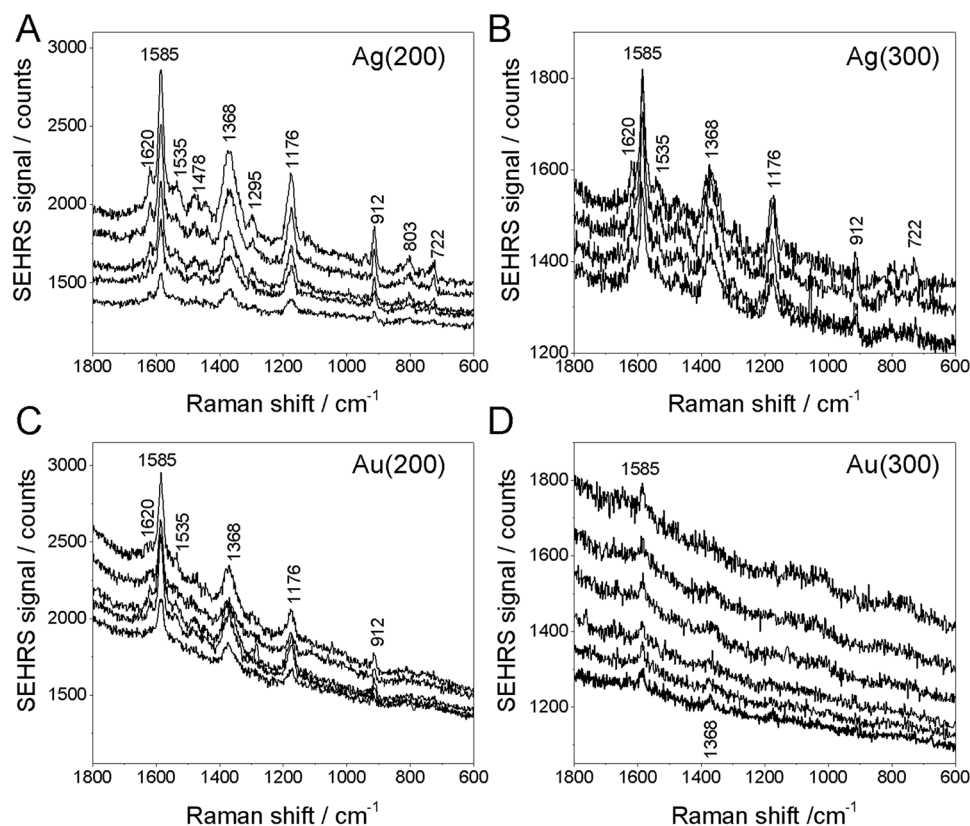 A
Ag(200)
SEHRS signal / counts
3000
2500
2000
1500
1585
1620
1535
1478
1368
1295
1176
912
803
722
1800 1600 1400 1200 1000 800 600
Raman shift / cm-1
B
Ag(300)
SEHRS signal / counts
1800
1600
1400
1200
1585
1620
1535
1368
1176
912
722
1800 1600 1400 1200 1000 800 600
Raman shift / cm-1
C
Au(200)
SEHRS signal / counts
3000
2500
2000
1500
1585
1620
1535
1368
1176
912
1800 1600 1400 1200 1000 800 600
Raman shift / cm-1
D
Au(300)
SEHRS signal / counts
1800
1600
1400
1200
1585
1368
1800 1600 1400 1200 1000 800 600
Raman shift /cm-1